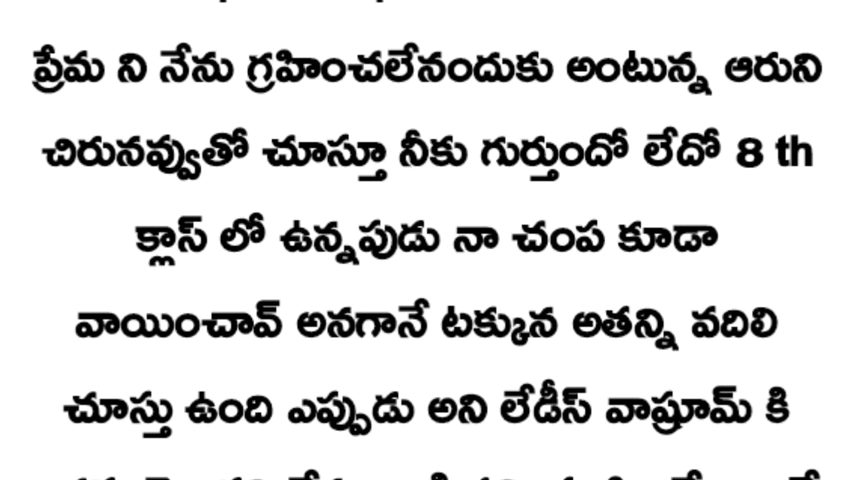 ప్రేమ ని నేను గ్రహించలేనందుకు అంటున్న ఆరుని
చిరునవ్వుతో చూస్తూ నీకు గుర్తుందో లేదో 8 th
క్లాస్ లో ఉన్నపుడు నా చంప కూడా
వాయించావ్ అనగానే టక్కున అతన్ని వదిలి
చూస్తు ఉంది ఎప్పుడు అని లేడీస్ వాష్రూమ్ కి